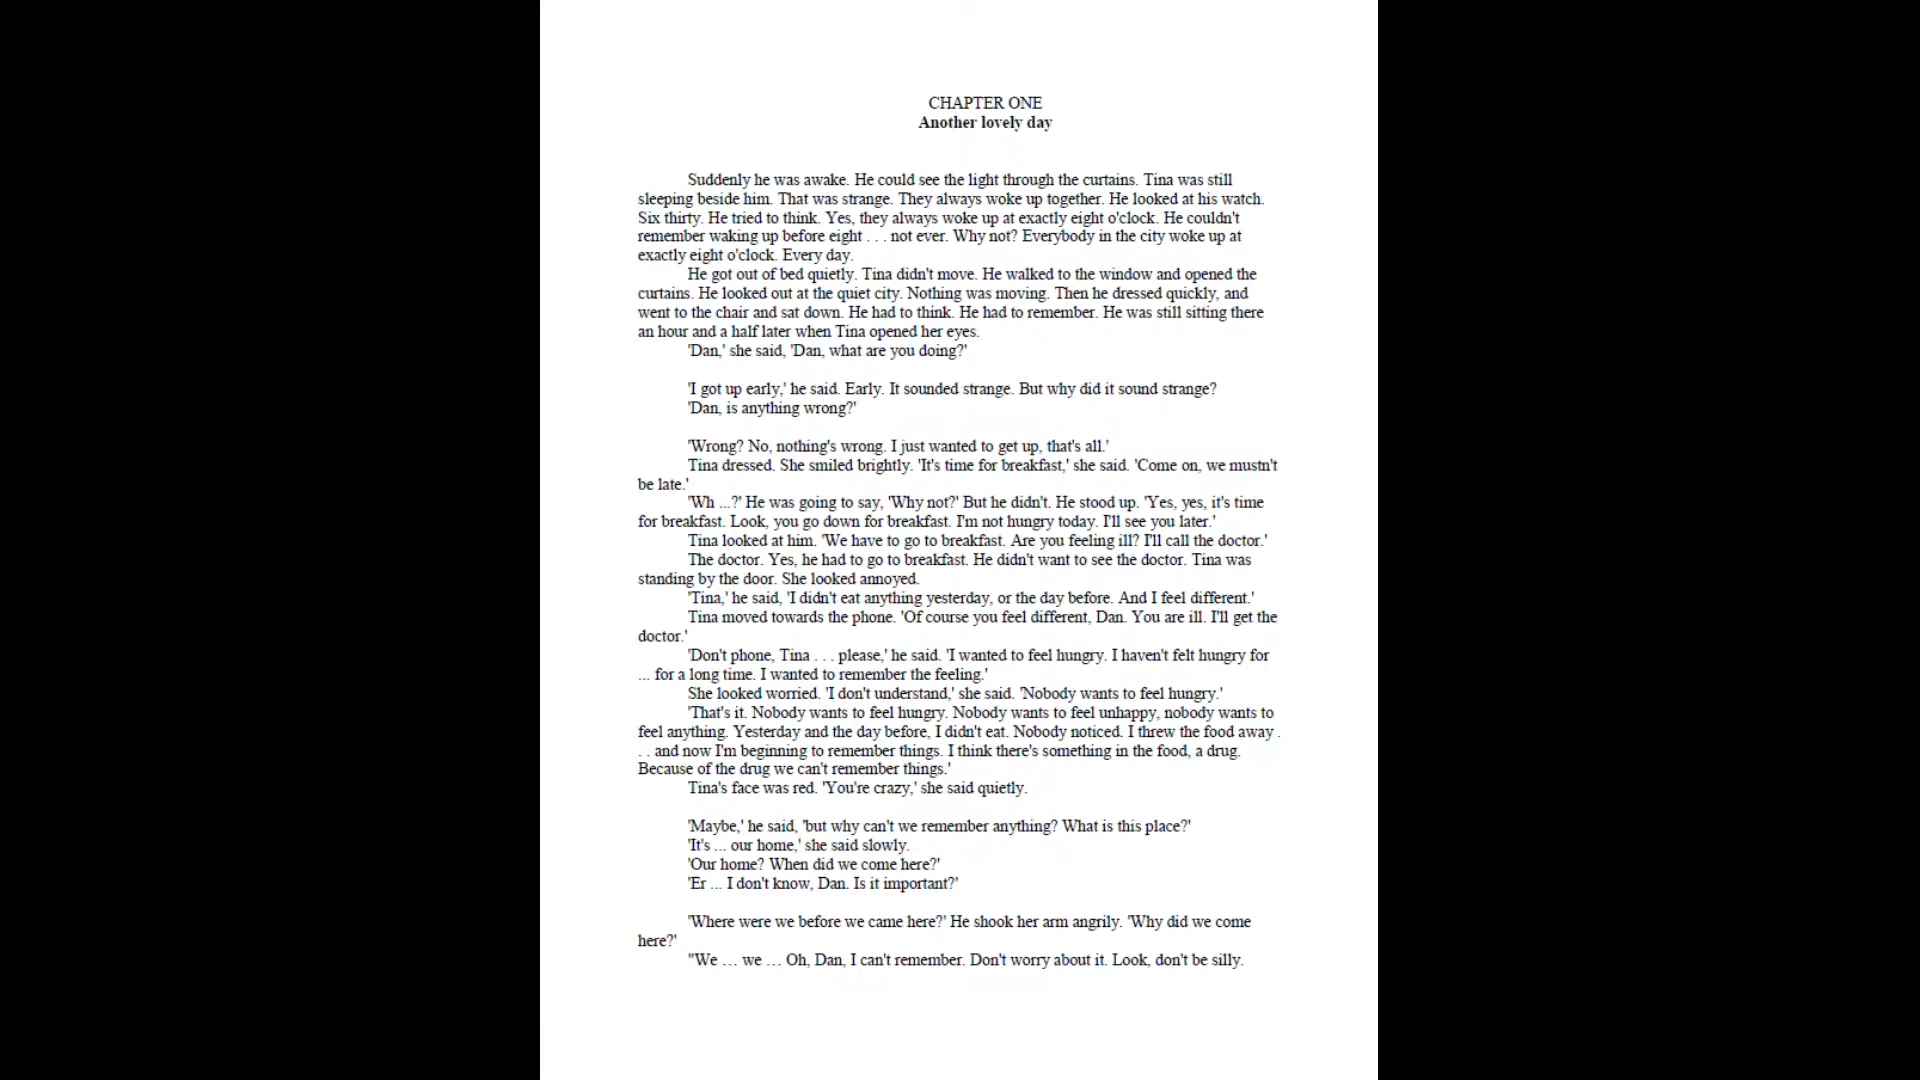 CHAPTER ONE
Another lovely day
Suddenly he was awake. He could see the light through the curtains. Tina was still
sleeping beside him. That was strange. They always woke up together. He looked at his watch.
Six thirty. He tried to think. Yes, they always woke up at exactly eight o'clock. He couldn't
remember waking up before eight . . . not ever. Why not? Everybody in the city woke up at
exactly eight o'clock. Every day.
He got out of bed quietly. Tina didn't move. He walked to the window and opened the
curtains. He looked out at the quiet city. Nothing was moving. Then he dressed quickly, and
went to the chair and sat down. He had to think. He had to remember. He was still sitting there
an hour and a half later when Tina opened her eyes.
'Dan,' she said, 'Dan, what are you doing?'
'I got up early,' he said. Early. It sounded strange. But why did it sound strange?
'Dan, is anything wrong?'
'Wrong? No, nothing's wrong. I just wanted to get up, that's all.'
Tina dressed. She smiled brightly. 'It's time for breakfast,' she said. 'Come on, we mustn't
be late.'
'Wh ...?' He was going to say, 'Why not?' But he didn't. He stood up. 'Yes, yes, it's time
for breakfast. Look, you go down for breakfast. I'm not hungry today. I'll see you later.'
Tina looked at him. 'We have to go to breakfast. Are you feeling ill? I'll call the doctor.'
The doctor. Yes, he had to go to breakfast. He didn't want to see the doctor. Tina was
standing by the door. She looked annoyed.
'Tina,' he said, 'I didn't eat anything yesterday, or the day before. And I feel different.'
Tina moved towards the phone. 'Of course you feel different, Dan. You are ill. I'll get the
doctor.'
'Don't phone, Tina . . . please,' he said. 'I wanted to feel hungry. I haven't felt hungry for
... for a long time. I wanted to remember the feeling.'
She looked worried. 'I don't understand,' she said. 'Nobody wants to feel hungry.'
'That's it. Nobody wants to feel hungry. Nobody wants to feel unhappy, nobody wants to
feel anything. Yesterday and the day before, I didn't eat. Nobody noticed. I threw the food away .
. . and now I'm beginning to remember things. I think there's something in the food, a drug.
Because of the drug we can't remember things.'
Tina's face was red. 'You're crazy,' she said quietly.
'Maybe,' he said, 'but why can't we remember anything? What is this place?'
'It's ... our home,' she said slowly.
'Our home? When did we come here?'
'Er ... I don't know, Dan. Is it important?'
'Where were we before we came here?' He shook her arm angrily. 'Why did we come
here?'
"We … we … Oh, Dan, I can't remember. Don't worry about it. Look, don't be silly.